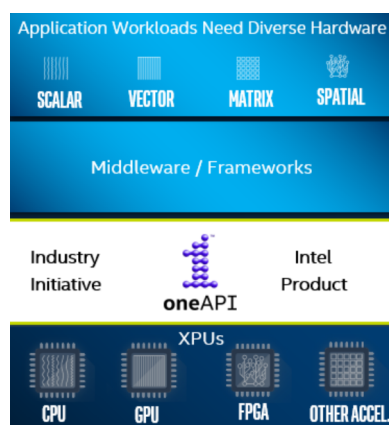 Application Workloads Need Diverse Hardware
SCALAR VECTOR MATRIX SPATIAL
Middleware / Frameworks
Industry Initiative
oneAPI
Intel Product
XPUs
CPU GPU FPGA OTHER ACCEL.